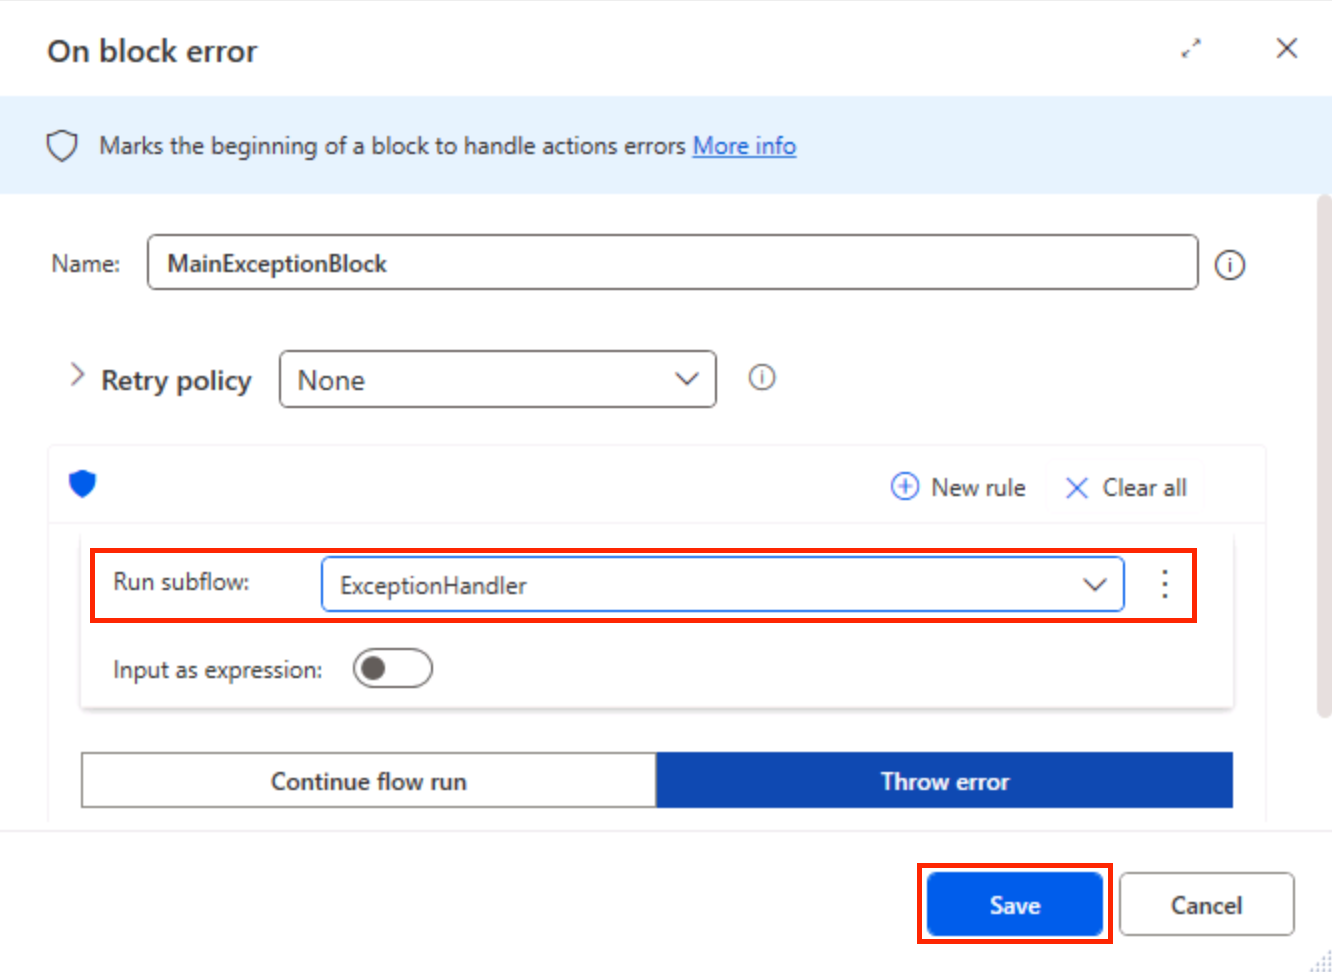 On block error
Marks the beginning of a block to handle actions errors More info
Name: MainExceptionBlock
Retry policy None
New rule Clear all
Run subflow: ExceptionHandler
Input as expression:
Continue flow run Throw error
Save Cancel